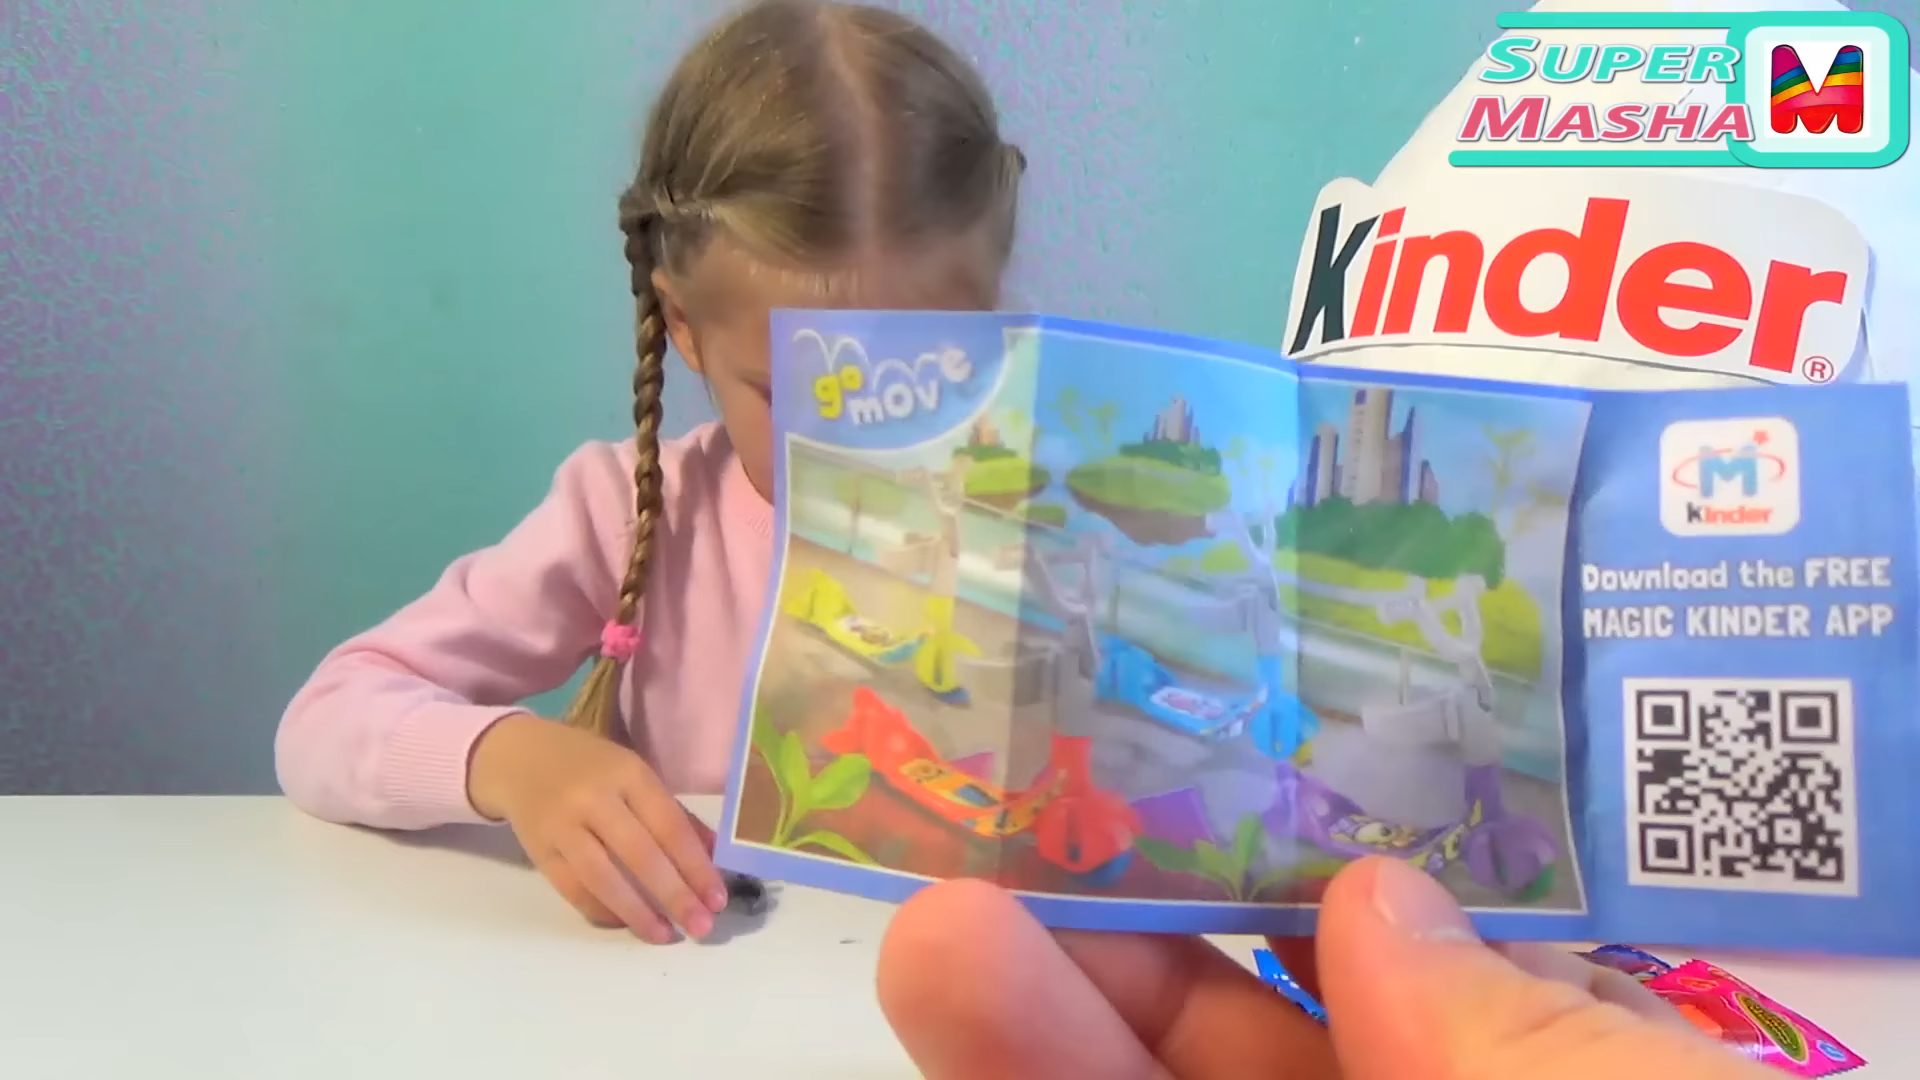 SUPER
MASHA
M
kinder®
go
move
M
kinder
Download the FREE
MAGIC KINDER APP